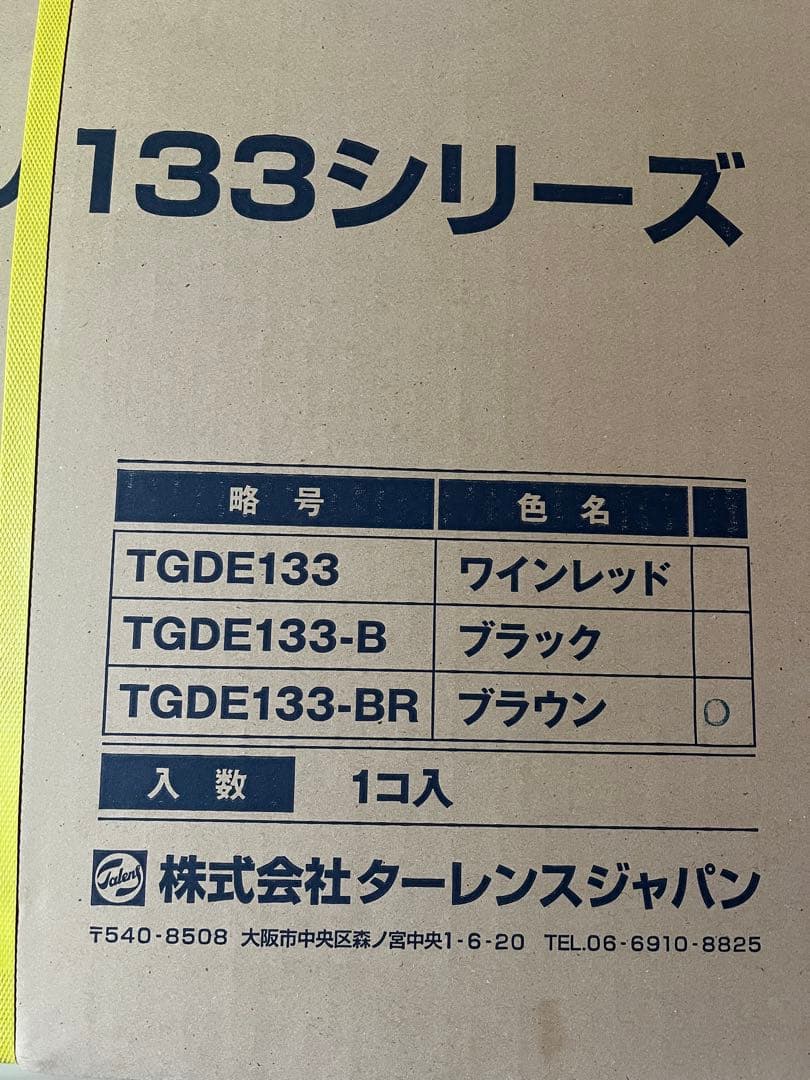 133シリーズ
略号 色名
TGDE133 ワインレッド
TGDE133-B ブラック
TGDE133-BR ブラウン ○
入数 1コ入
Talens 株式会社ターレンスジャパン
〒540-8508 大阪市中央区森ノ宮中央1-6-20 TEL.06-6910-8825